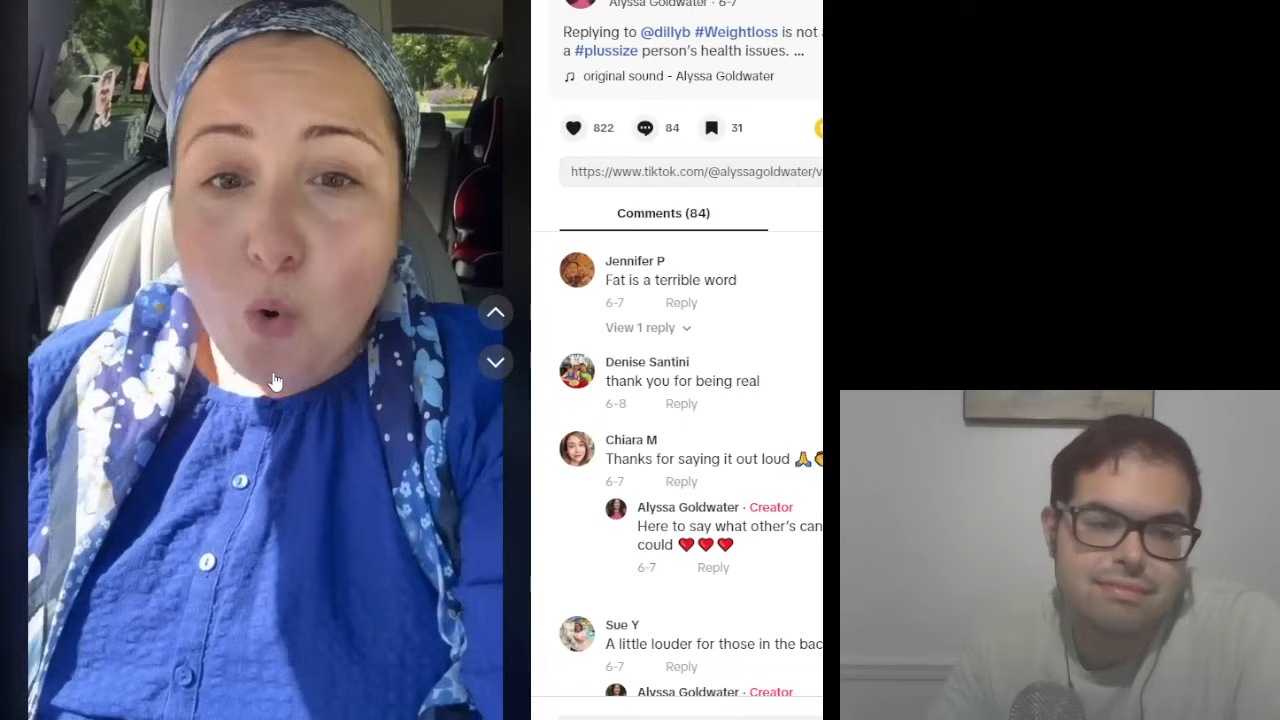 Alyssa Goldwater · 6-7
Replying to @dillyb #Weightloss is not
a #plussize person's health issues. ...
original sound - Alyssa Goldwater
822
84
31
https://www.tiktok.com/@alyssagoldwater/v
Comments (84)
Jennifer P
Fat is a terrible word
6-7 Reply
View 1 reply
Denise Santini
thank you for being real
6-8 Reply
Chiara M
Thanks for saying it out loud 🙏
6-7 Reply
Alyssa Goldwater · Creator
Here to say what other's can
could ❤️❤️❤️
6-7 Reply
Sue Y
A little louder for those in the bac
6-7 Reply
Alyssa Goldwater · Creator